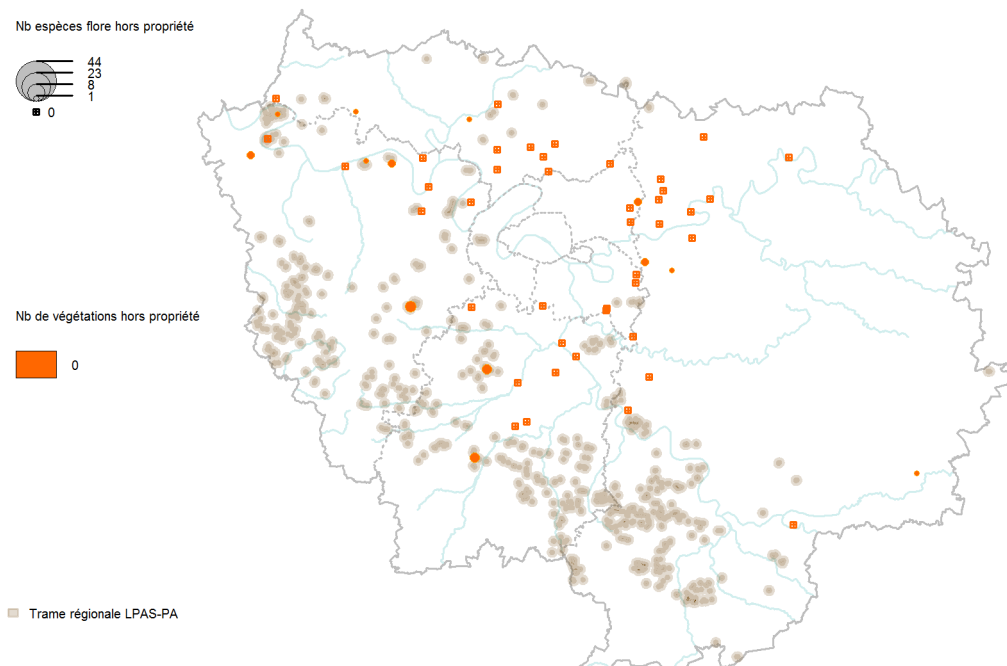 Nb espèces flore hors propriété
44
23
8
1
0
Nb de végétations hors propriété
0
Trame régionale LPAS-PA